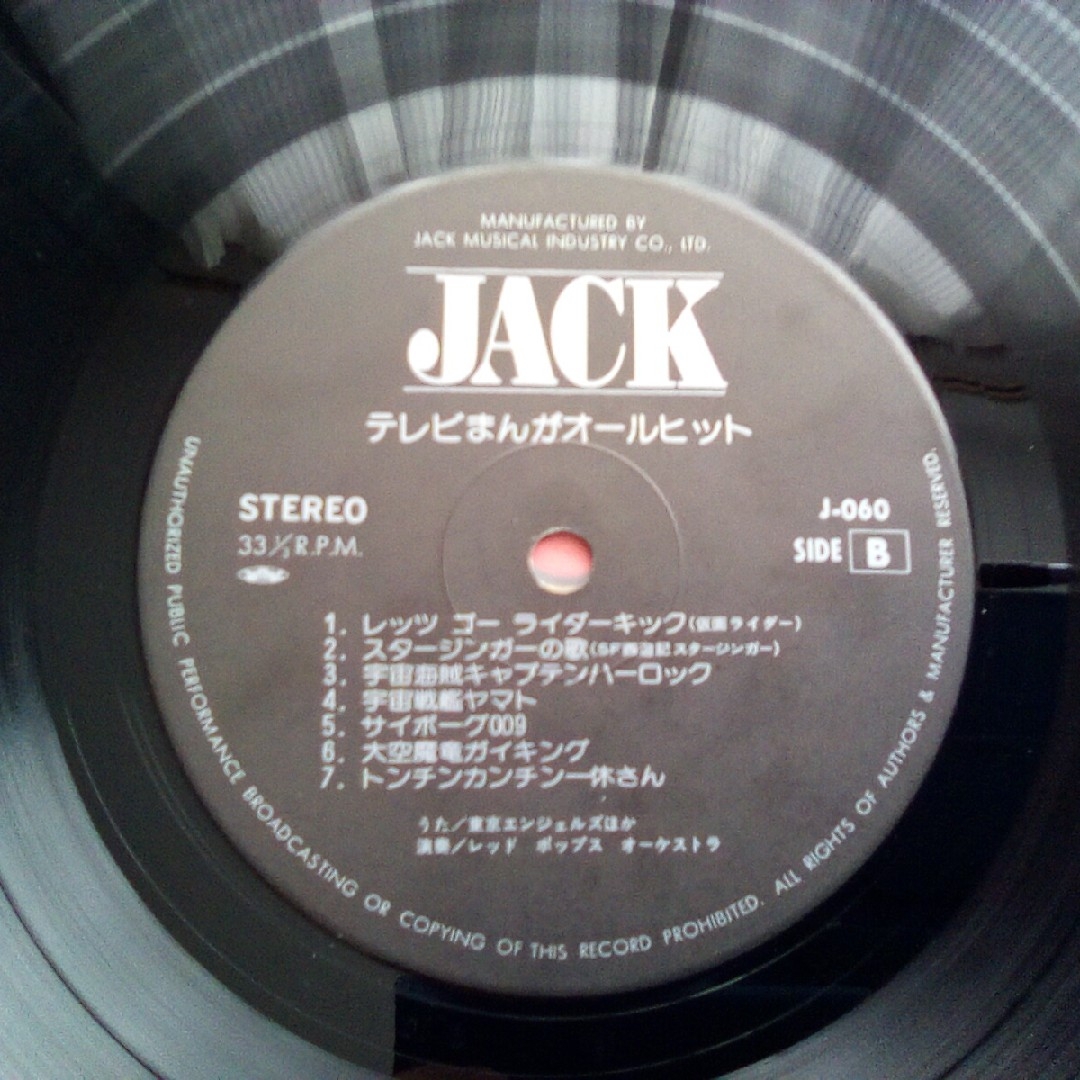 MANUFACTURED BY
JACK MUSICAL INDUSTRY CO., LTD.
JACK
テレビまんがオールヒット
STEREO
33⅓R.P.M.
J-060
SIDE B
1. レッツ ゴー ライダーキック(仮面ライダー)
2. スタージンガーの歌(SF西遊記スタージンガー)
3. 宇宙海賊キャプテンハーロック
4. 宇宙戦艦ヤマト
5. サイボーグ009
6. 大空魔竜ガイキング
7. トンチンカンチン一休さん
うた/東京エンジェルズほか
演奏/レッド ポップス オーケストラ
UNAUTHORIZED PUBLIC PERFORMANCE BROADCASTING OR COPYING OF THIS RECORD PROHIBITED. ALL RIGHTS OF AUTHORS & MANUFACTURER RESERVED.